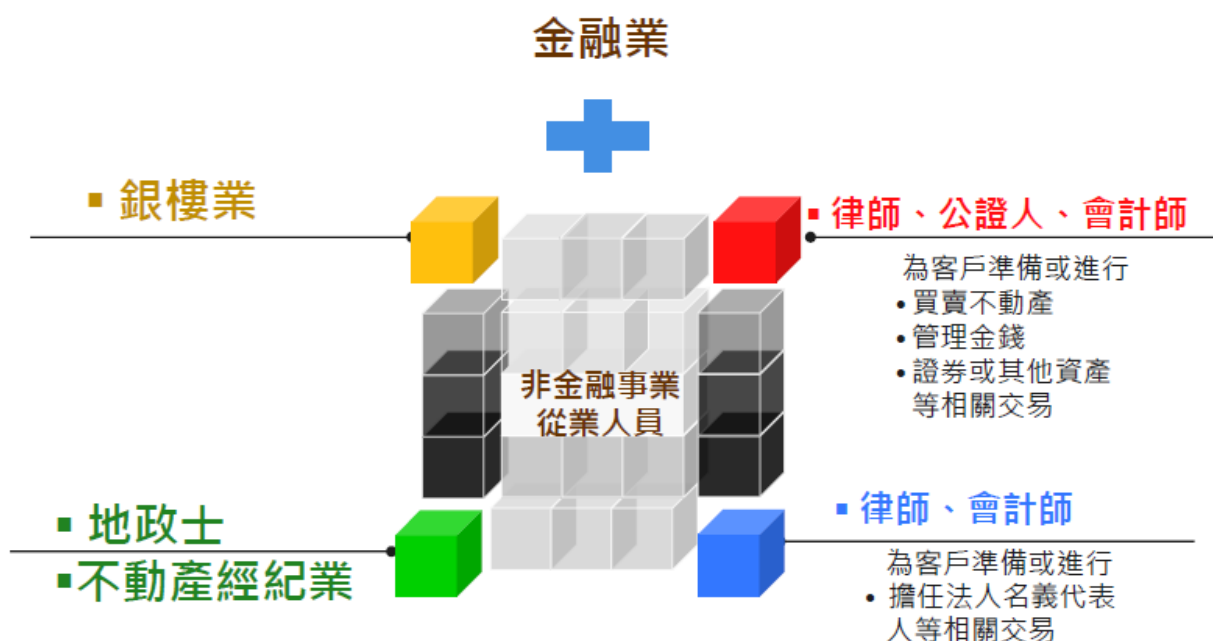 金融業
▪ 銀樓業
▪ 律師、公證人、會計師
為客戶準備或進行
• 買賣不動產
• 管理金錢
• 證券或其他資產
等相關交易
非金融事業
從業人員
▪ 地政士
▪ 不動產經紀業
▪ 律師、會計師
為客戶準備或進行
• 擔任法人名義代表
人等相關交易